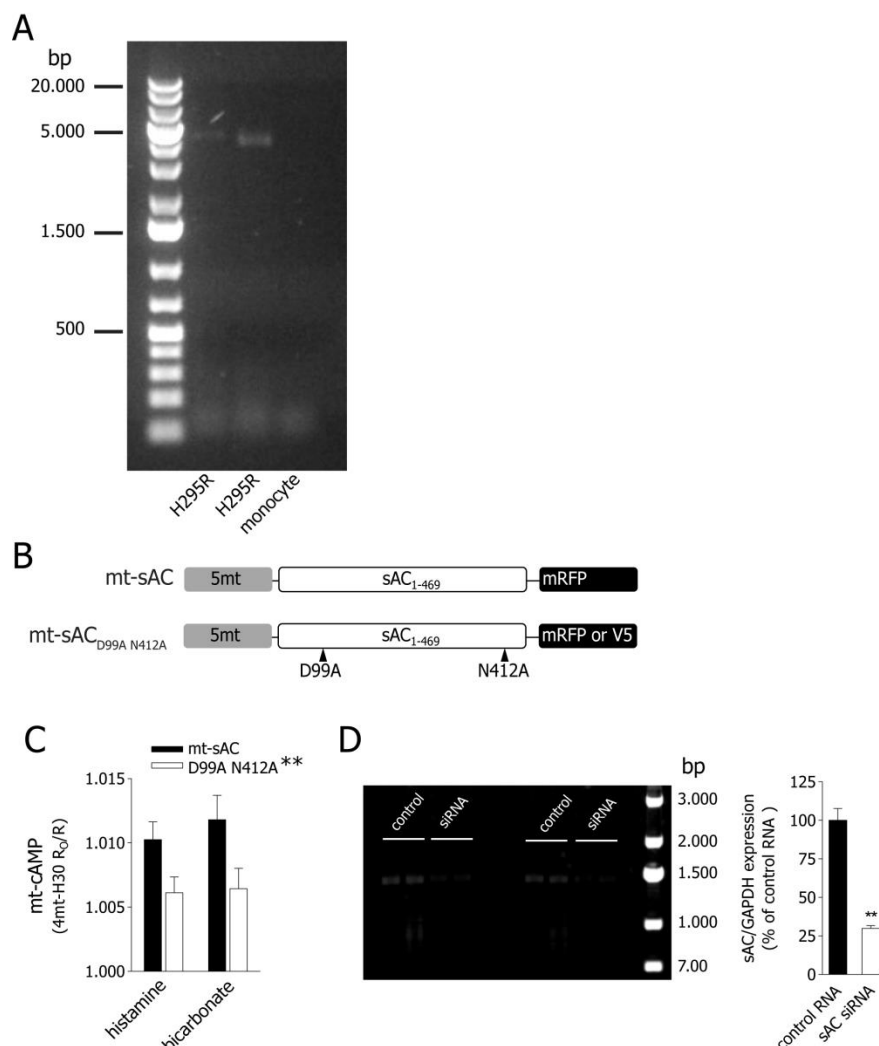 A
bp
20.000
5.000
1.500
500
H295R
H295R
monocyte
B
mt-sAC
5mt
sAC1-469
mRFP
mt-sACD99A N412A
5mt
sAC1-469
mRFP or V5
D99A
N412A
C
mt-sAC
D99A N412A**
mt-cAMP
(4mt-H30 R0/R)
1.015
1.010
1.005
1.000
histamine
bicarbonate
D
control
siRNA
control
siRNA
bp
3.000
2.000
1.500
1.000
7.00
sAC/GAPDH expression
(% of control RNA )
125
100
75
50
25
0
**
control RNA
sAC siRNA